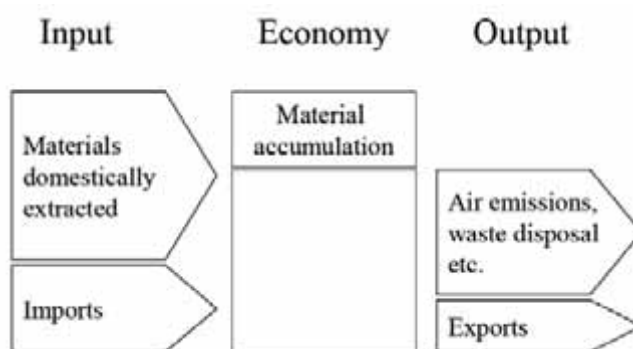 Input
Economy
Output
Materials
domestically
extracted
Imports
Material
accumulation
Air emissions,
waste disposal
etc.
Exports